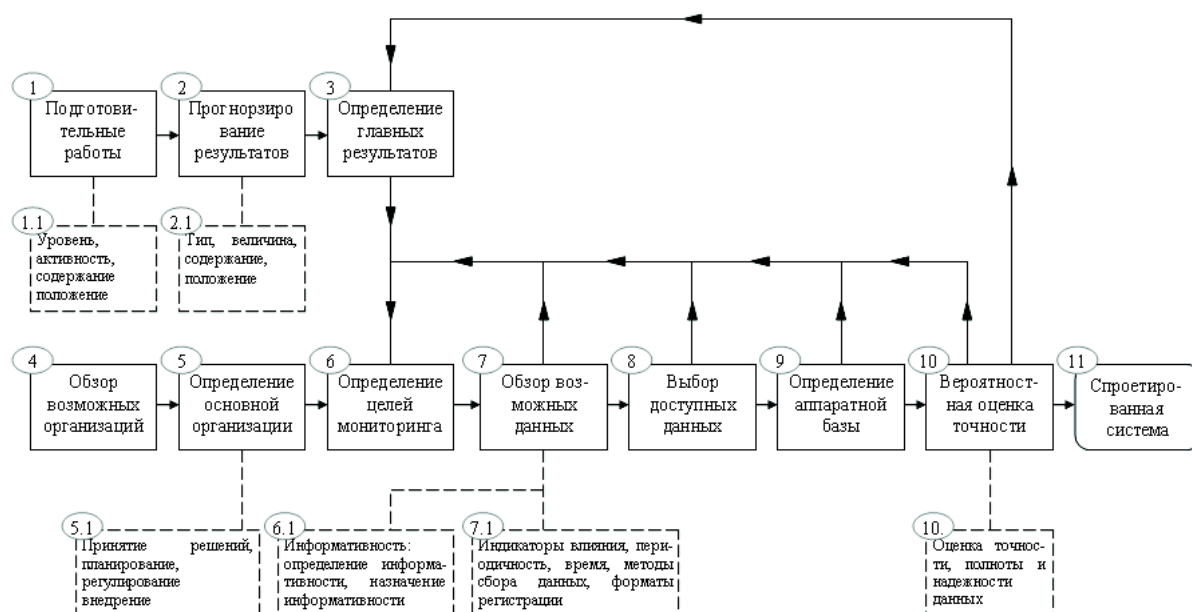 1
Подготови-
тельные
работы
2
Прогнорзиро
вание
результатов
3
Определение
главных
результатов
1.1
Уровень,
активность,
содержание
положение
2.1
Тип, величина,
содержание,
положение
4
Обзор
возможных
организаций
5
Определение
основной
организации
6
Определение
целей
мониторинга
7
Обзор воз-
можных
данных
8
Выбор
доступных
данных
9
Определение
аппаратной
базы
10
Вероятност-
ная оценка
точности
11
Спроетиро-
ванная
система
5.1
Принятие решений,
планирование,
регулирование
внедрение
6.1
Информативность:
определение информа-
тивности, назначение
информативности
7.1
Индикаторы влияния, пери-
одичность, время, методы
сбора данных, форматы
регистрации
10.
Оценка точнос-
ти, полноты и
надежности
данных